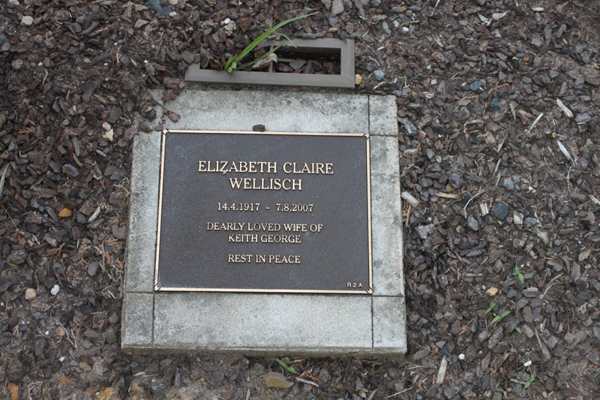 ELIZABETH CLAIRE
WELLISCH
14.4.1917 - 7.8.2007
DEARLY LOVED WIFE OF
KEITH GEORGE
REST IN PEACE
R2A